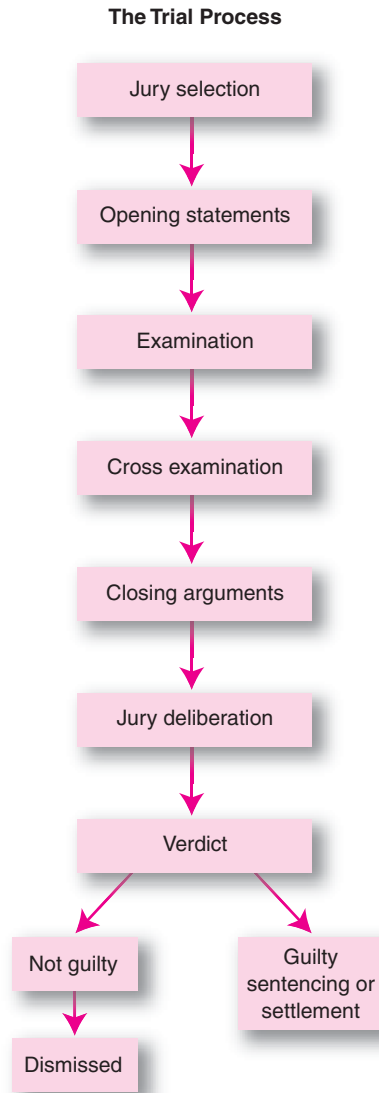 The Trial Process
Jury selection
Opening statements
Examination
Cross examination
Closing arguments
Jury deliberation
Verdict
Not guilty
Guilty
sentencing or
settlement
Dismissed